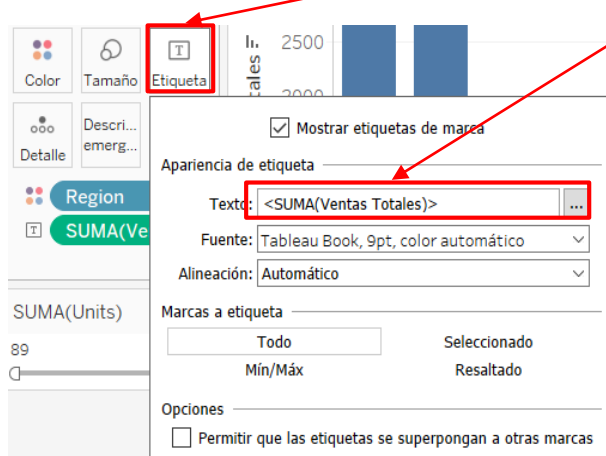 Color
Tamaño
Etiqueta
Detalle
Descri...
emerg...
Region
SUMA(Ve
SUMA(Units)
89
2500
2000
Mostrar etiquetas de marca
Apariencia de etiqueta
Texto: <SUMA(Ventas Totales)> ...
Fuente: Tableau Book, 9pt, color automático
Alineación: Automático
Marcas a etiqueta
Todo Seleccionado
Mín/Máx Resaltado
Opciones
Permitir que las etiquetas se superpongan a otras marcas